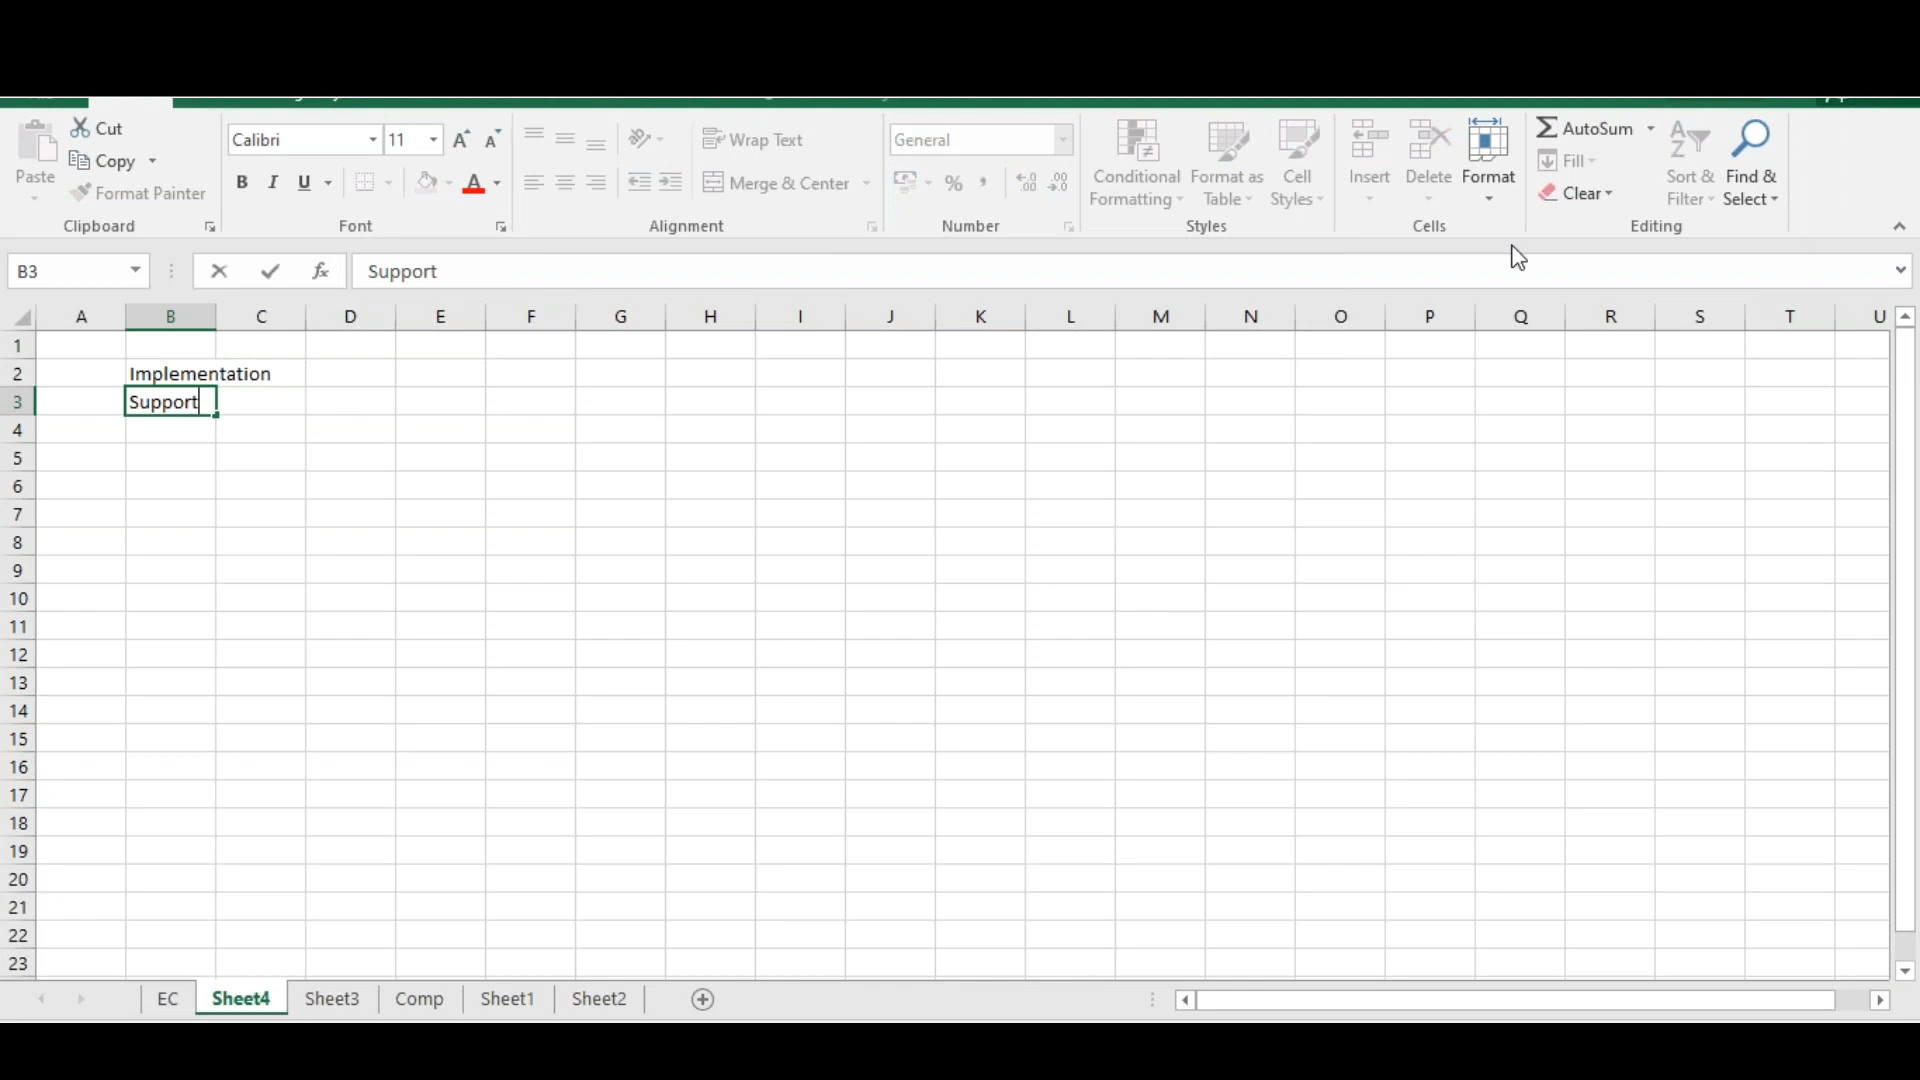 Cut
Copy
Format Painter
Paste
Clipboard
Calibri 11
A A
B I U A
Font
Wrap Text
Merge & Center
Alignment
General
%
Number
Conditional Formatting
Format as Table
Cell Styles
Styles
Insert
Delete
Format
Cells
AutoSum
Fill
Clear
Sort & Filter
Find & Select
Editing
B3 fx Support
A B C D E F G H I J K L M N O P Q R S T U
1
2 Implementation
3 Support
4
5
6
7
8
9
10
11
12
13
14
15
16
17
18
19
20
21
22
23
EC Sheet4 Sheet3 Comp Sheet1 Sheet2